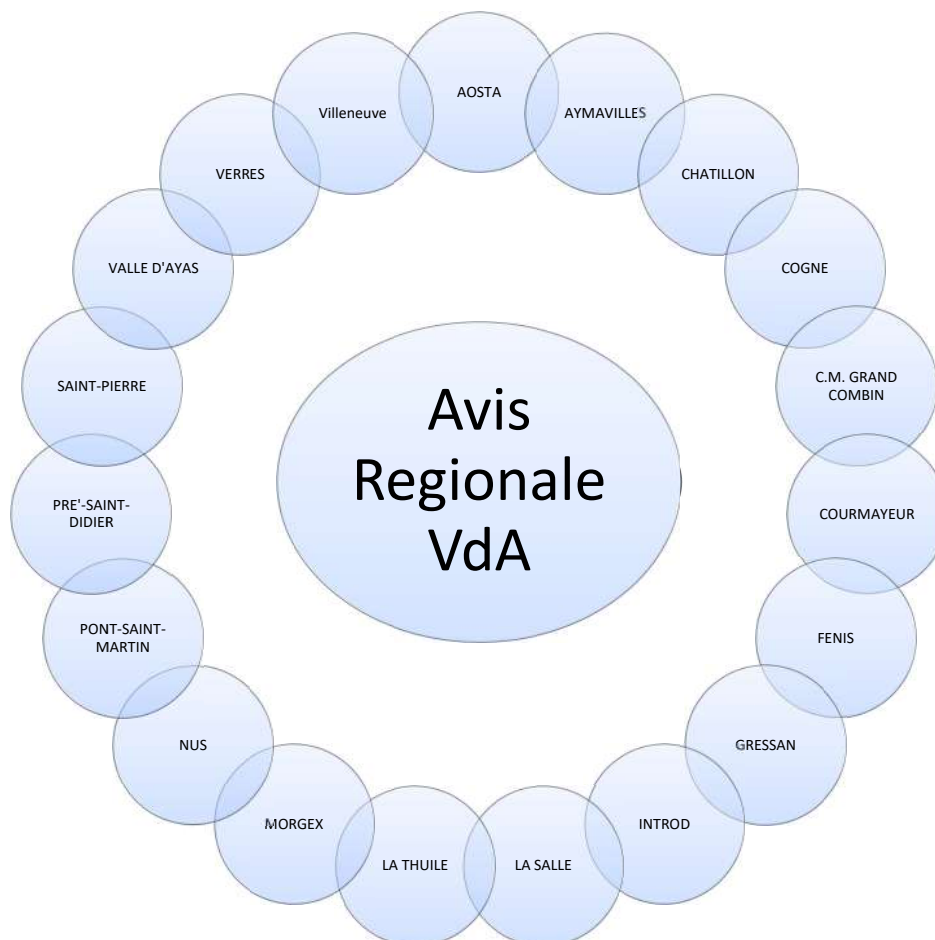 Avis
Regionale
VdA
AOSTA
AYMAVILLES
CHATILLON
COGNE
C.M. GRAND
COMBIN
COURMAYEUR
FENIS
GRESSAN
INTROD
LA SALLE
LA THUILE
MORGEX
NUS
PONT-SAINT-
MARTIN
PRE'-SAINT-
DIDIER
SAINT-PIERRE
VALLE D'AYAS
VERRES
Villeneuve